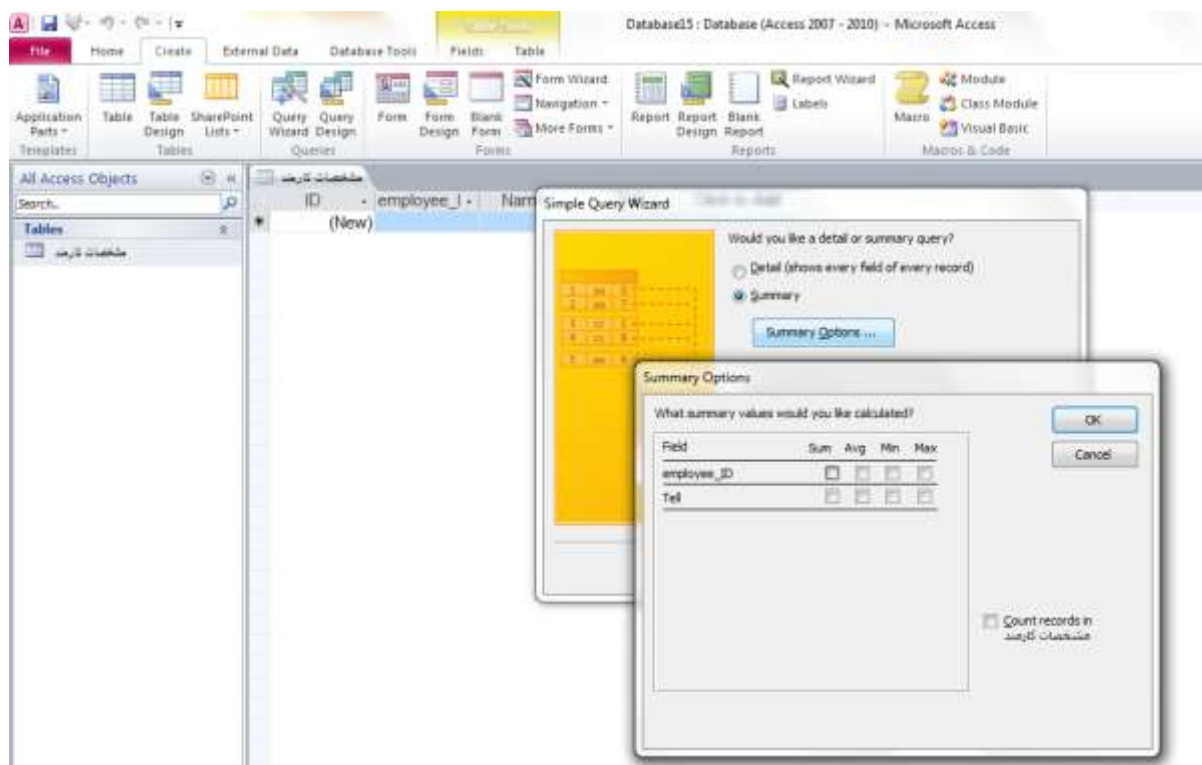 A Database15 : Database (Access 2007 - 2010) - Microsoft Access
File Home Create External Data Database Tools Fields Table
Application Parts Table Table Design SharePoint Lists Query Wizard Query Design Form Form Design Blank Form Form Wizard Navigation More Forms Report Report Design Blank Report Report Wizard Labels Macro Module Class Module Visual Basic
Templates Tables Queries Forms Reports Macros & Code
All Access Objects
Search..
Tables
مشخصات کارمند
مشخصات کارمند
ID employee_I Nam
(New)
Simple Query Wizard
Would you like a detail or summary query?
Detail (shows every field of every record)
Summary
Summary Options ...
Summary Options
What summary values would you like calculated?
Field Sum Avg Min Max
employee_ID
Tell
OK
Cancel
Count records in
مشخصات کارمند